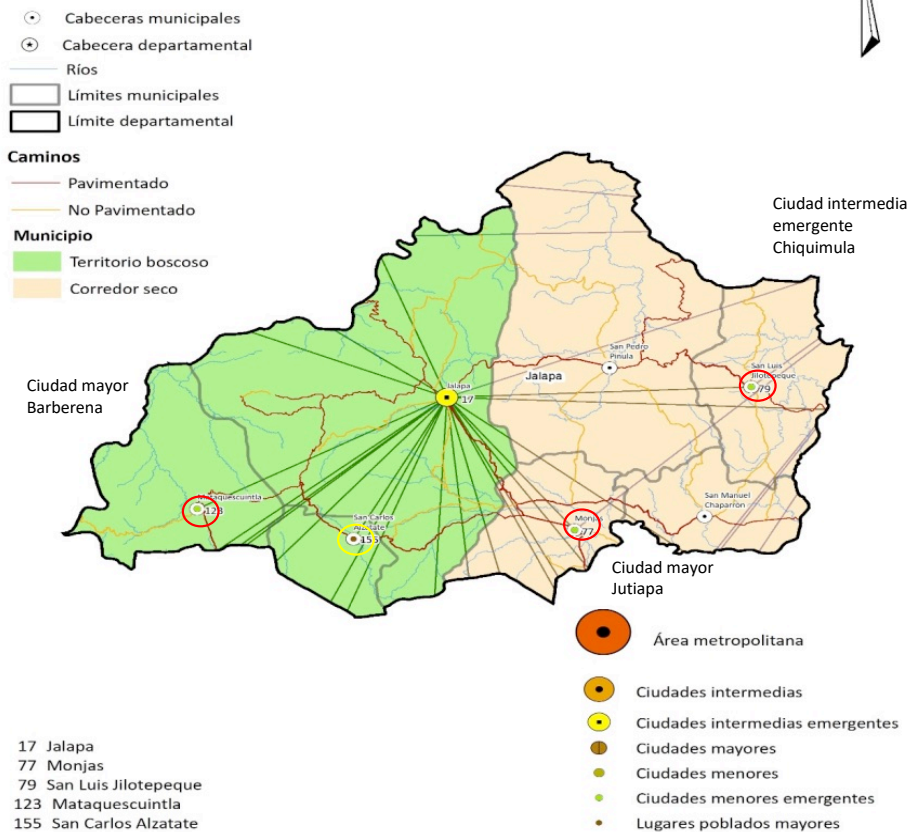 Cabeceras municipales
Cabecera departamental
Ríos
Límites municipales
Límite departamental
Caminos
Pavimentado
No Pavimentado
Municipio
Territorio boscoso
Corredor seco
Ciudad intermedia
emergente
Chiquimula
Ciudad mayor
Barberena
San Pedro
Pinula
Jalapa
San Luis
Jilotepeque
79
Jalapa
17
San Manuel
Chaparrón
Mataquescuintla
123
San Carlos
Alzatate
155
Monjas
77
Ciudad mayor
Jutiapa
Área metropolitana
Ciudades intermedias
Ciudades intermedias emergentes
Ciudades mayores
Ciudades menores
Ciudades menores emergentes
Lugares poblados mayores
17 Jalapa
77 Monjas
79 San Luis Jilotepeque
123 Mataquescuintla
155 San Carlos Alzatate